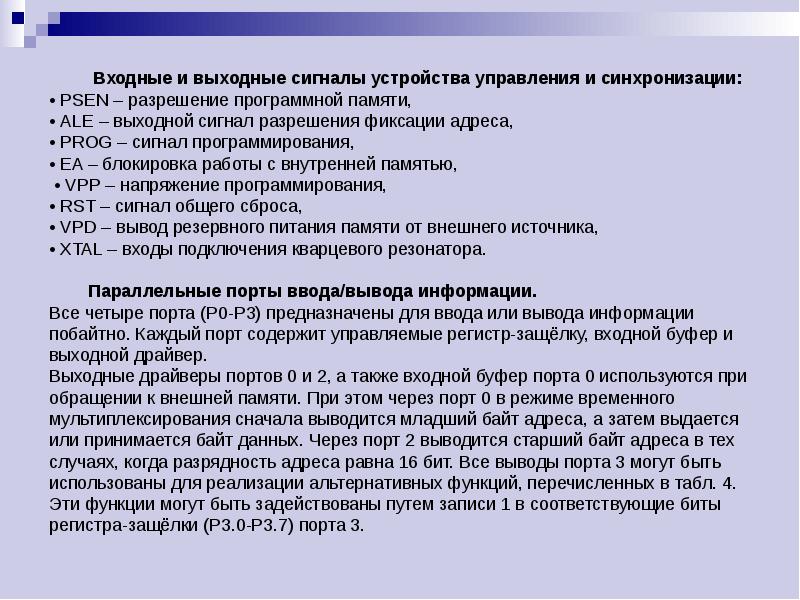 Входные и выходные сигналы устройства управления и синхронизации:
• PSEN – разрешение программной памяти,
• ALE – выходной сигнал разрешения фиксации адреса,
• PROG – сигнал программирования,
• EA – блокировка работы с внутренней памятью,
• VPP – напряжение программирования,
• RST – сигнал общего сброса,
• VPD – вывод резервного питания памяти от внешнего источника,
• XTAL – входы подключения кварцевого резонатора.
Параллельные порты ввода/вывода информации.
Все четыре порта (P0-P3) предназначены для ввода или вывода информации
побайтно. Каждый порт содержит управляемые регистр-защёлку, входной буфер и
выходной драйвер.
Выходные драйверы портов 0 и 2, а также входной буфер порта 0 используются при
обращении к внешней памяти. При этом через порт 0 в режиме временного
мультиплексирования сначала выводится младший байт адреса, а затем выдается
или принимается байт данных. Через порт 2 выводится старший байт адреса в тех
случаях, когда разрядность адреса равна 16 бит. Все выводы порта 3 могут быть
использованы для реализации альтернативных функций, перечисленных в табл. 4.
Эти функции могут быть задействованы путем записи 1 в соответствующие биты
регистра-защёлки (P3.0-P3.7) порта 3.